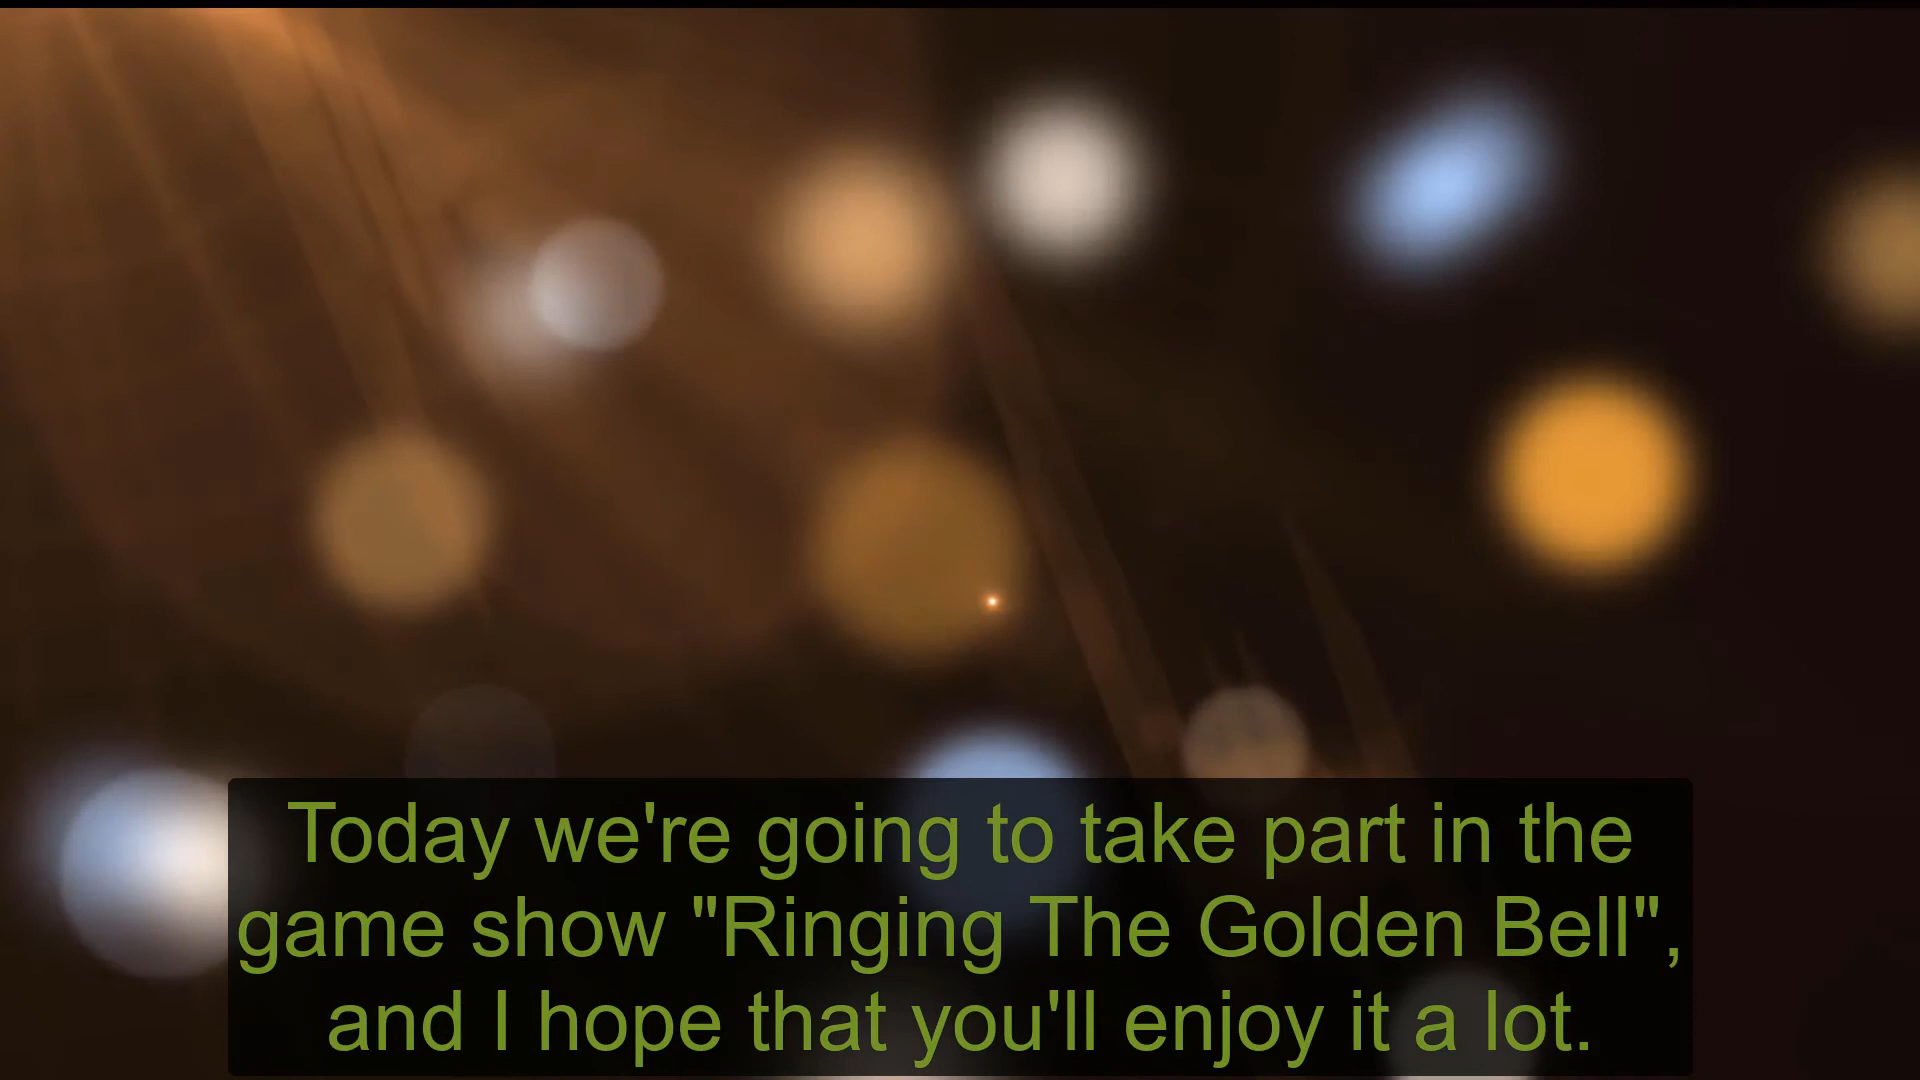 Today we're going to take part in the
game show "Ringing The Golden Bell",
and I hope that you'll enjoy it a lot.